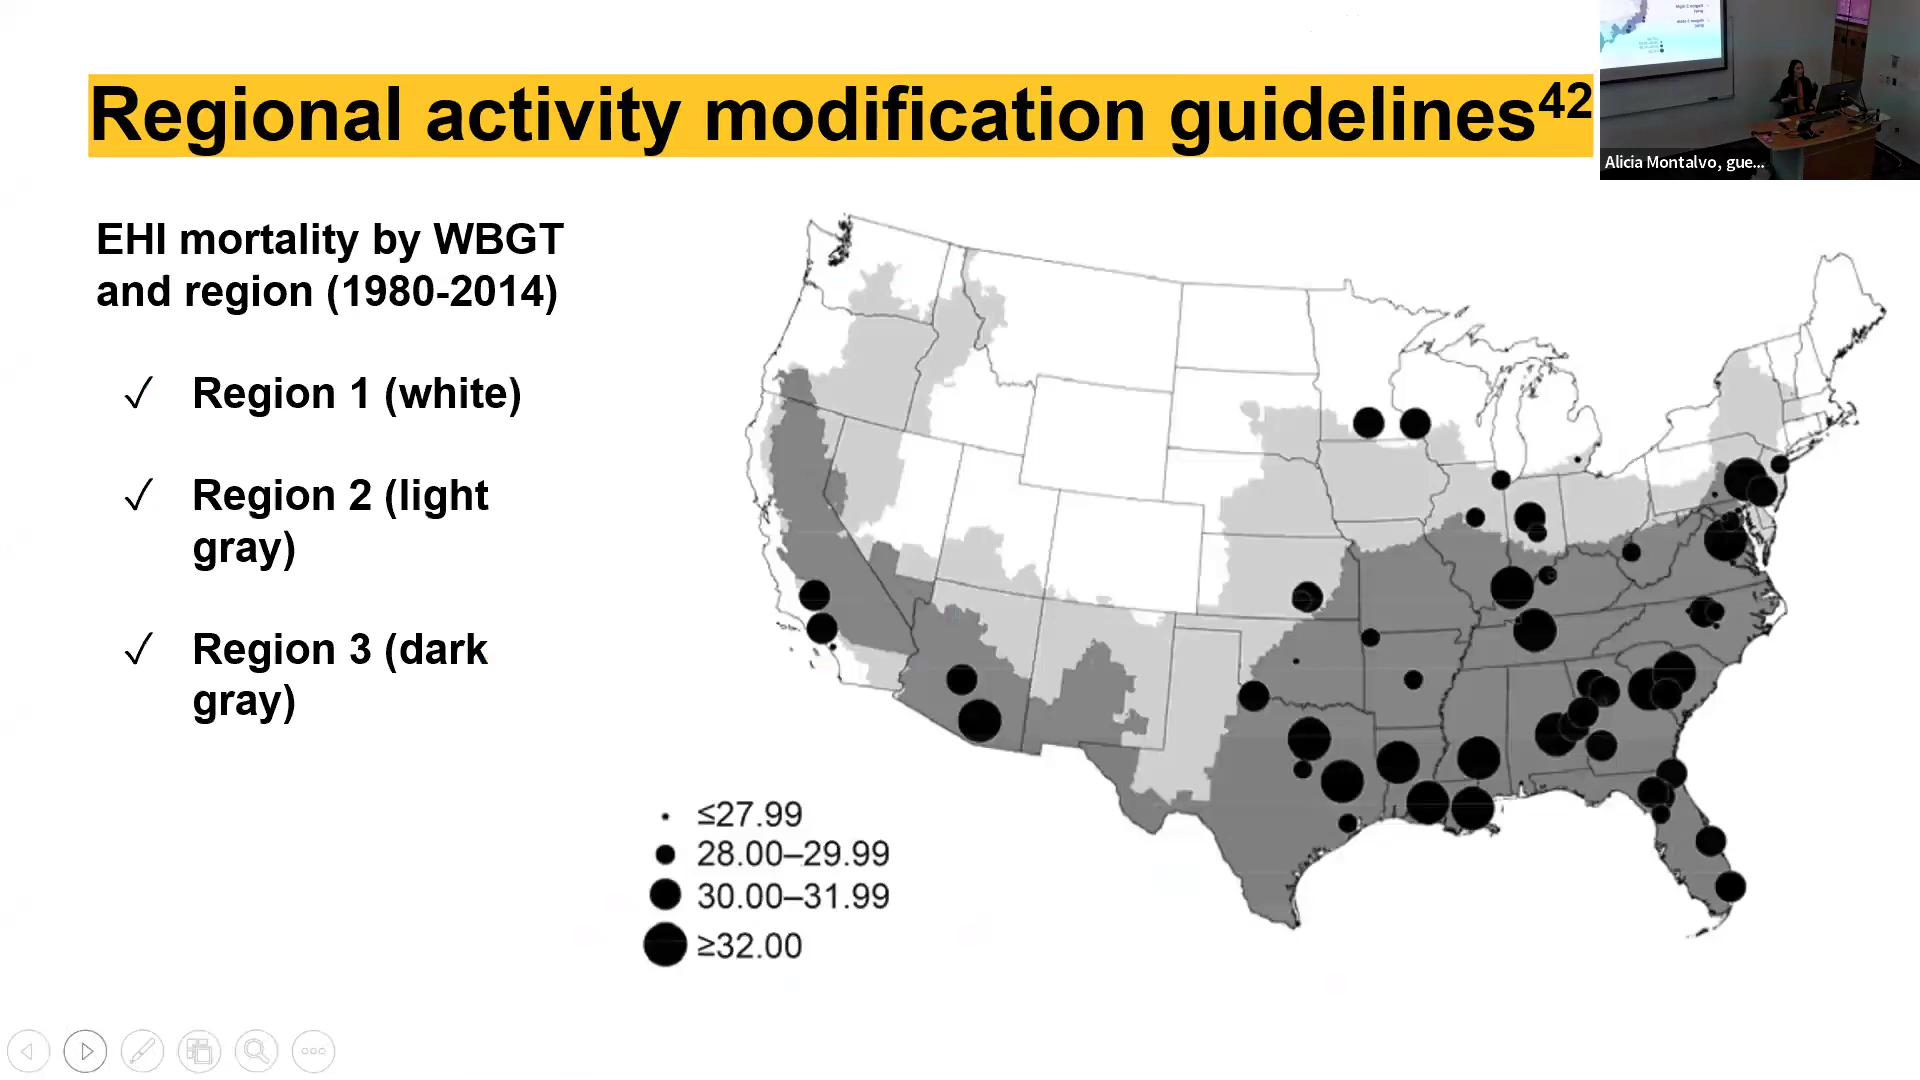 Regional activity modification guidelines42
Alicia Montalvo, gue...
EHI mortality by WBGT
and region (1980-2014)
✓ Region 1 (white)
✓ Region 2 (light
gray)
✓ Region 3 (dark
gray)
≤27.99
28.00–29.99
30.00–31.99
≥32.00